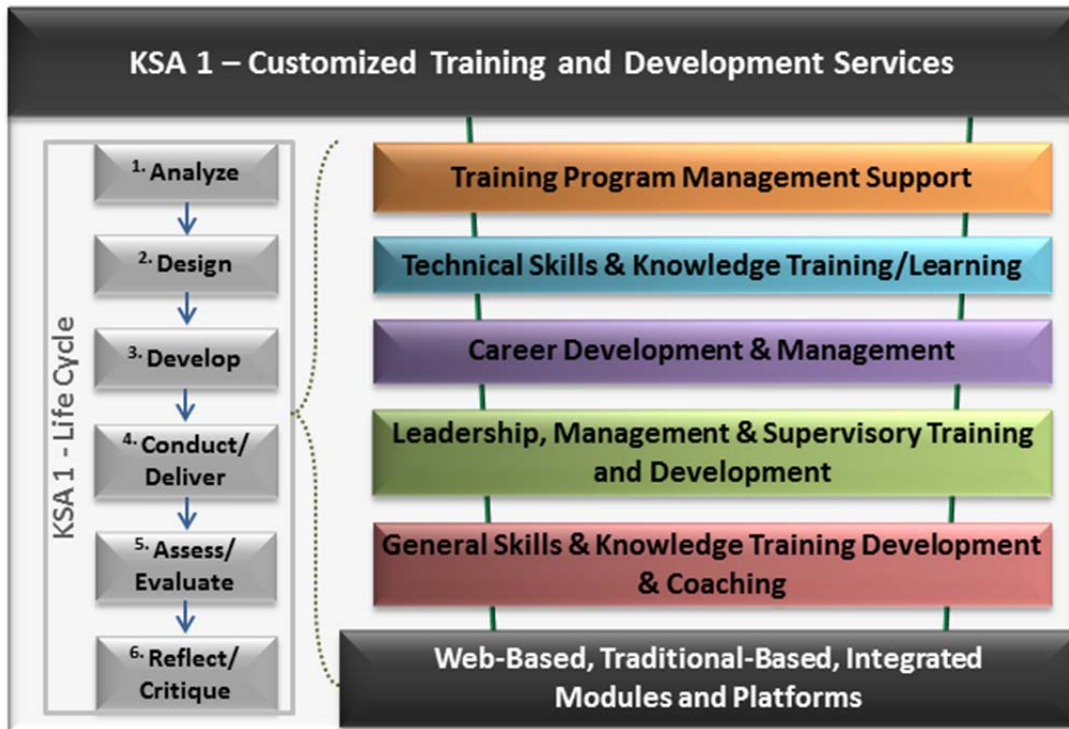 KSA 1 – Customized Training and Development Services
KSA 1 - Life Cycle
1. Analyze
2. Design
3. Develop
4. Conduct/
Deliver
5. Assess/
Evaluate
6. Reflect/
Critique
Training Program Management Support
Technical Skills & Knowledge Training/Learning
Career Development & Management
Leadership, Management & Supervisory Training
and Development
General Skills & Knowledge Training Development
& Coaching
Web-Based, Traditional-Based, Integrated
Modules and Platforms